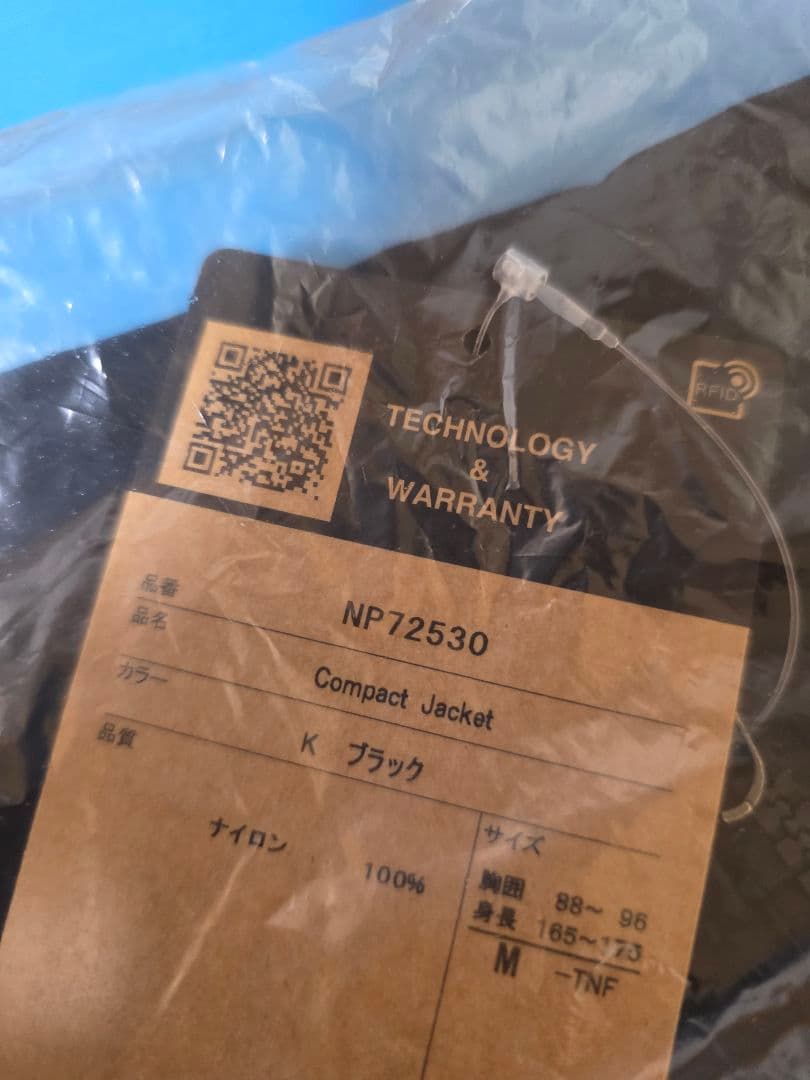 RFID
TECHNOLOGY
&
WARRANTY
品番 NP72530
品名 Compact Jacket
カラー K ブラック
品質
ナイロン 100%
サイズ
胸囲 88~ 96
身長 165~175
M -TNF